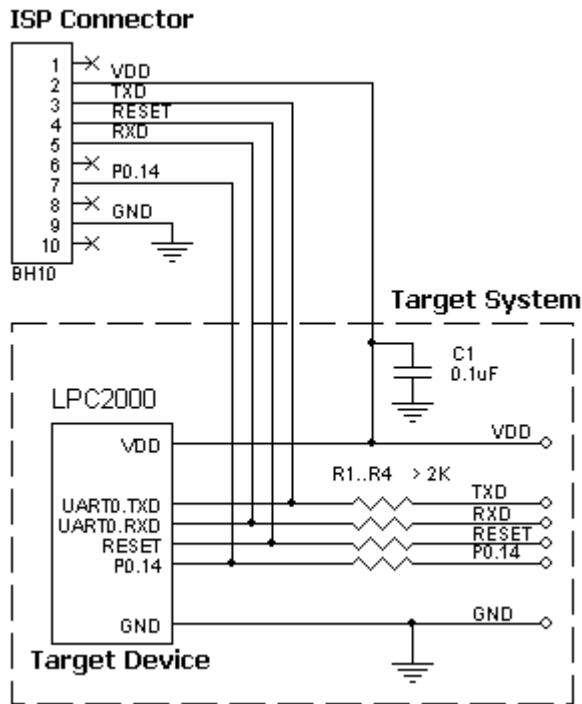 ISP Connector
1
2 VDD
3 TXD
4 RESET
5 RXD
6
7 P0.14
8
9 GND
10
BH10
Target System
C1
0.1uF
LPC2000
VDD VDD
R1..R4 > 2K
UART0.TXD TXD
UART0.RXD RXD
RESET RESET
P0.14 P0.14
GND GND
Target Device